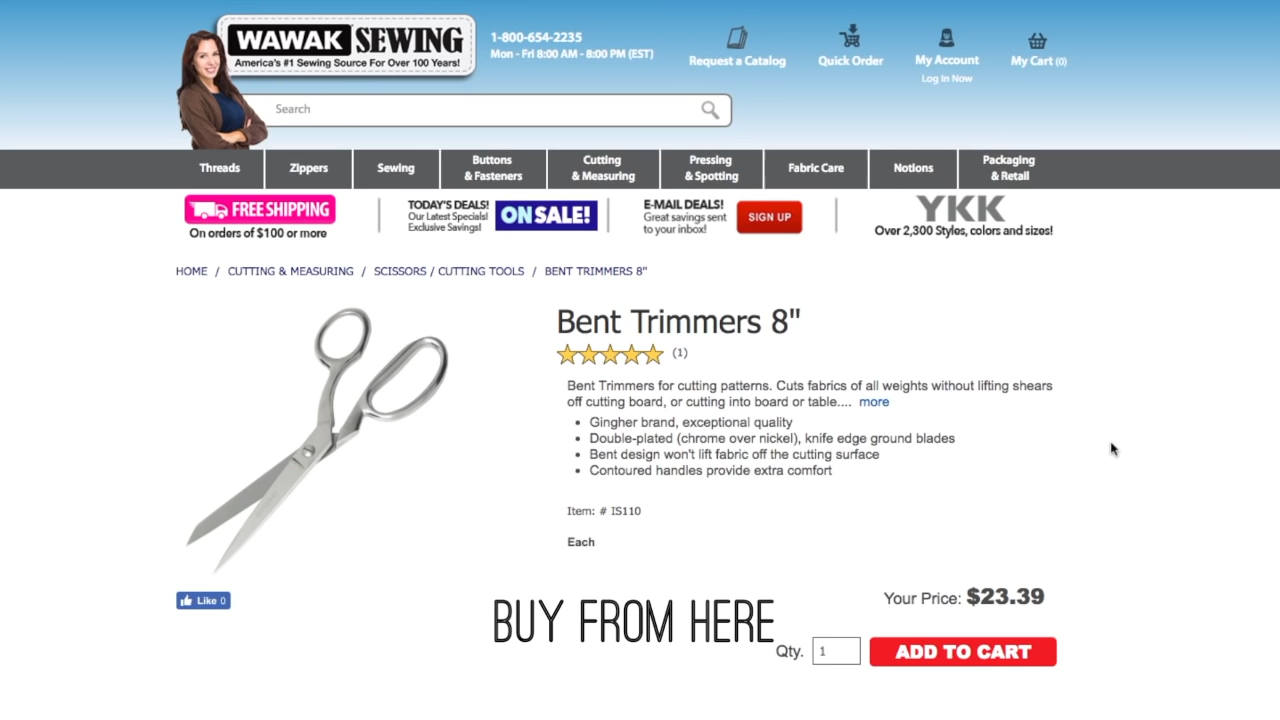 WAWAK SEWING
America's #1 Sewing Source For Over 100 Years!
1-800-654-2235
Mon - Fri 8:00 AM - 8:00 PM (EST)
Request a Catalog
Quick Order
My Account
Log In Now
My Cart (0)
Search
Threads
Zippers
Sewing
Buttons
& Fasteners
Cutting
& Measuring
Pressing
& Spotting
Fabric Care
Notions
Packaging
& Retail
FREE SHIPPING
On orders of $100 or more
TODAY'S DEALS!
Our Latest Specials!
Exclusive Savings!
ON SALE!
E-MAIL DEALS!
Great savings sent
to your inbox!
SIGN UP
YKK
Over 2,300 Styles, colors and sizes!
HOME / CUTTING & MEASURING / SCISSORS / CUTTING TOOLS / BENT TRIMMERS 8"
Bent Trimmers 8"
(1)
Bent Trimmers for cutting patterns. Cuts fabrics of all weights without lifting shears
off cutting board, or cutting into board or table.... more
• Gingher brand, exceptional quality
• Double-plated (chrome over nickel), knife edge ground blades
• Bent design won't lift fabric off the cutting surface
• Contoured handles provide extra comfort
Item: # IS110
Each
Like 0
Your Price: $23.39
BUY FROM HERE
Qty. 1
ADD TO CART